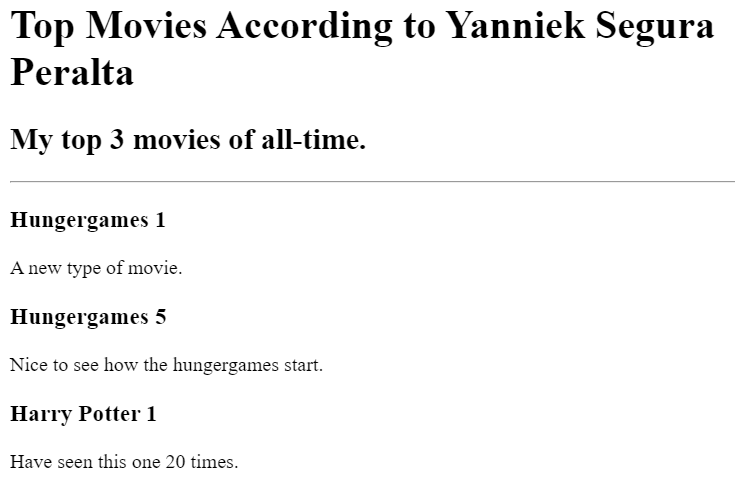 Top Movies According to Yanniek Segura
Peralta
My top 3 movies of all-time.
Hungergames 1
A new type of movie.
Hungergames 5
Nice to see how the hungergames start.
Harry Potter 1
Have seen this one 20 times.